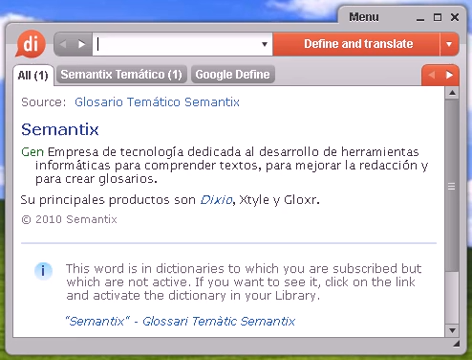 Menu
di
Define and translate
All (1)
Semantix Temático (1)
Google Define
Source: Glosario Temático Semantix
Semantix
Gen Empresa de tecnología dedicada al desarrollo de herramientas
informáticas para comprender textos, para mejorar la redacción y
para crear glosarios.
Su principales productos son Dixio, Xtyle y Gloxr.
© 2010 Semantix
i
This word is in dictionaries to which you are subscribed but
which are not active. If you want to see it, click on the link
and activate the dictionary in your Library.
"Semantix" - Glossari Temàtic Semantix